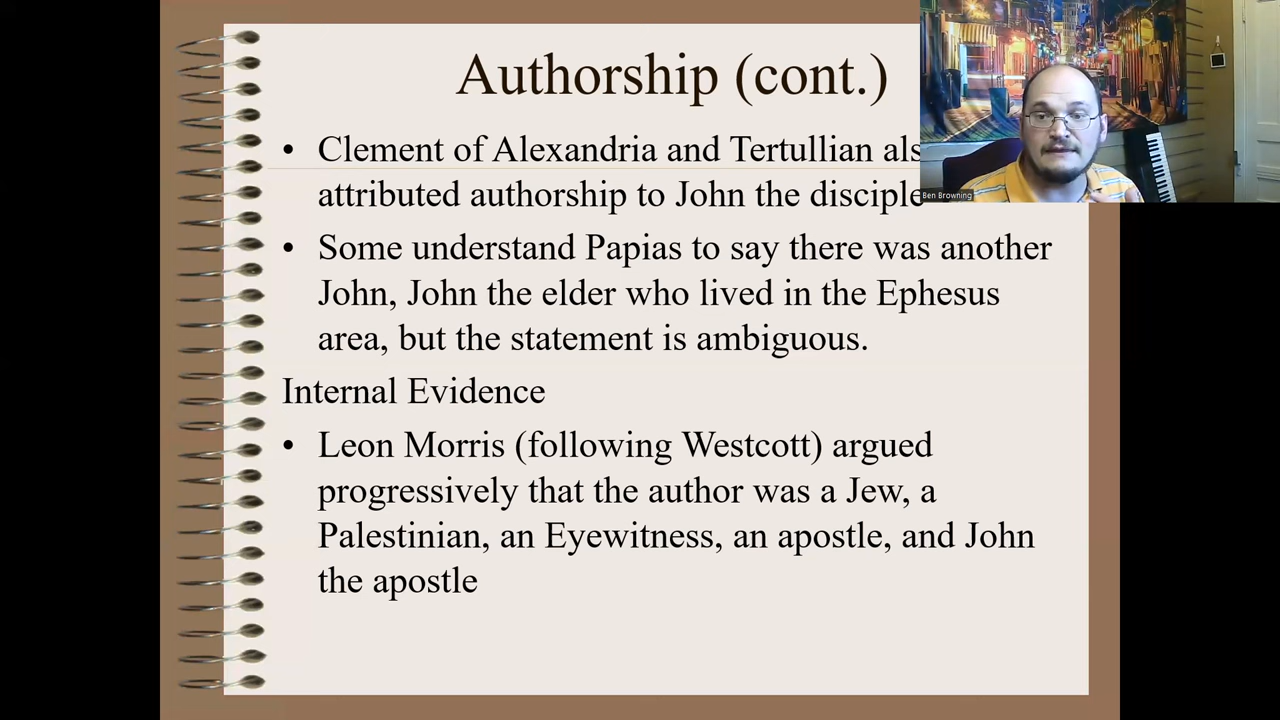 Authorship (cont.)
• Clement of Alexandria and Tertullian als
attributed authorship to John the disciple
Ben Browning
• Some understand Papias to say there was another
John, John the elder who lived in the Ephesus
area, but the statement is ambiguous.
Internal Evidence
• Leon Morris (following Westcott) argued
progressively that the author was a Jew, a
Palestinian, an Eyewitness, an apostle, and John
the apostle